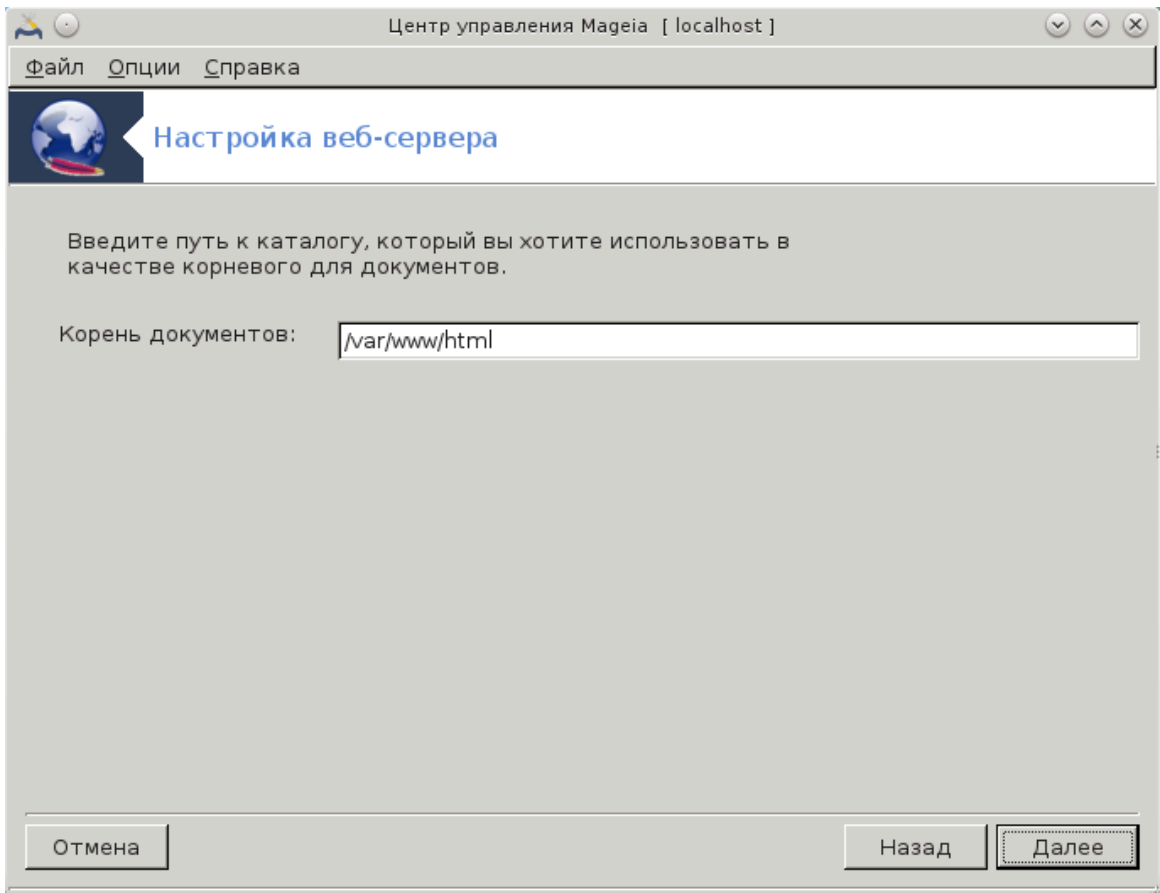 Центр управления Mageia [ localhost ]
Файл Опции Справка
Настройка веб-сервера
Введите путь к каталогу, который вы хотите использовать в
качестве корневого для документов.
Корень документов: /var/www/html
Отмена Назад Далее